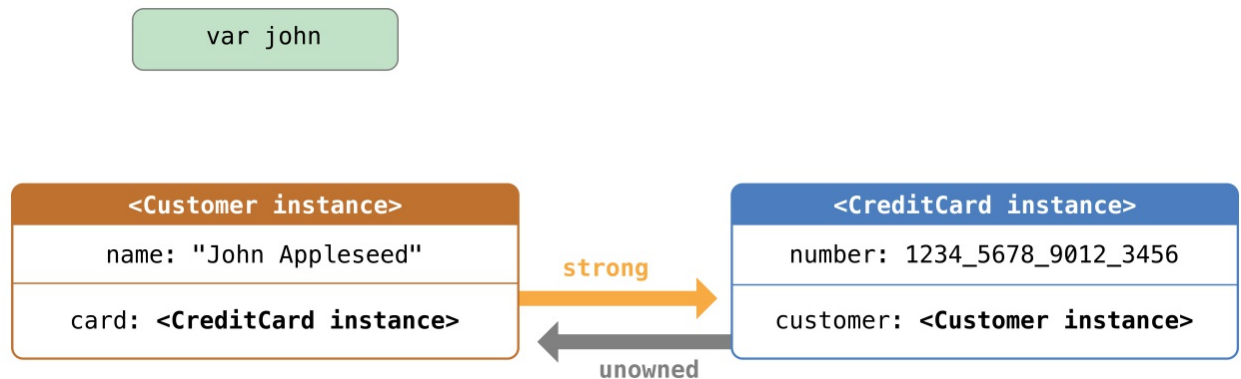 var john
<Customer instance>
name: "John Appleseed"
card: <CreditCard instance>
strong
unowned
<CreditCard instance>
number: 1234_5678_9012_3456
customer: <Customer instance>